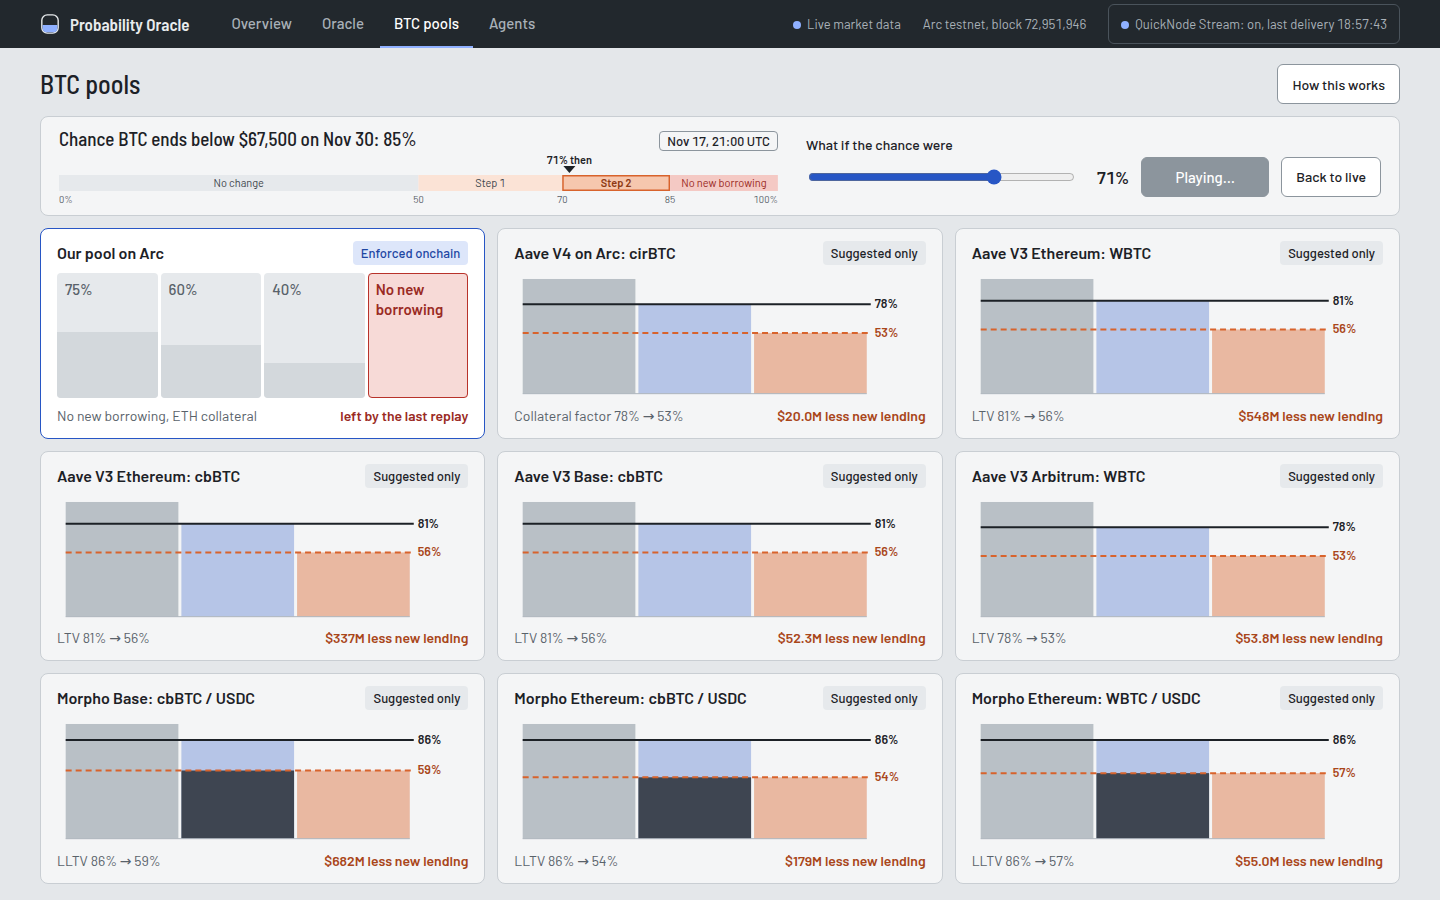 Probability Oracle
Overview
Oracle
BTC pools
Agents
Live market data
Arc testnet, block 72,951,946
QuickNode Stream: on, last delivery 18:57:43
BTC pools
How this works
Chance BTC ends below $67,500 on Nov 30: 85%
Nov 17, 21:00 UTC
71% then
No change
Step 1
Step 2
No new borrowing
0%
50
70
85
100%
What if the chance were
71%
Playing...
Back to live
Our pool on Arc
Enforced onchain
75%
60%
40%
No new
borrowing
No new borrowing, ETH collateral
left by the last replay
Aave V4 on Arc: cirBTC
Suggested only
78%
53%
Collateral factor 78% → 53%
$20.0M less new lending
Aave V3 Ethereum: WBTC
Suggested only
81%
56%
LTV 81% → 56%
$548M less new lending
Aave V3 Ethereum: cbBTC
Suggested only
81%
56%
LTV 81% → 56%
$337M less new lending
Aave V3 Base: cbBTC
Suggested only
81%
56%
LTV 81% → 56%
$52.3M less new lending
Aave V3 Arbitrum: WBTC
Suggested only
78%
53%
LTV 78% → 53%
$53.8M less new lending
Morpho Base: cbBTC / USDC
Suggested only
86%
59%
LLTV 86% → 59%
$682M less new lending
Morpho Ethereum: cbBTC / USDC
Suggested only
86%
54%
LLTV 86% → 54%
$179M less new lending
Morpho Ethereum: WBTC / USDC
Suggested only
86%
57%
LLTV 86% → 57%
$55.0M less new lending